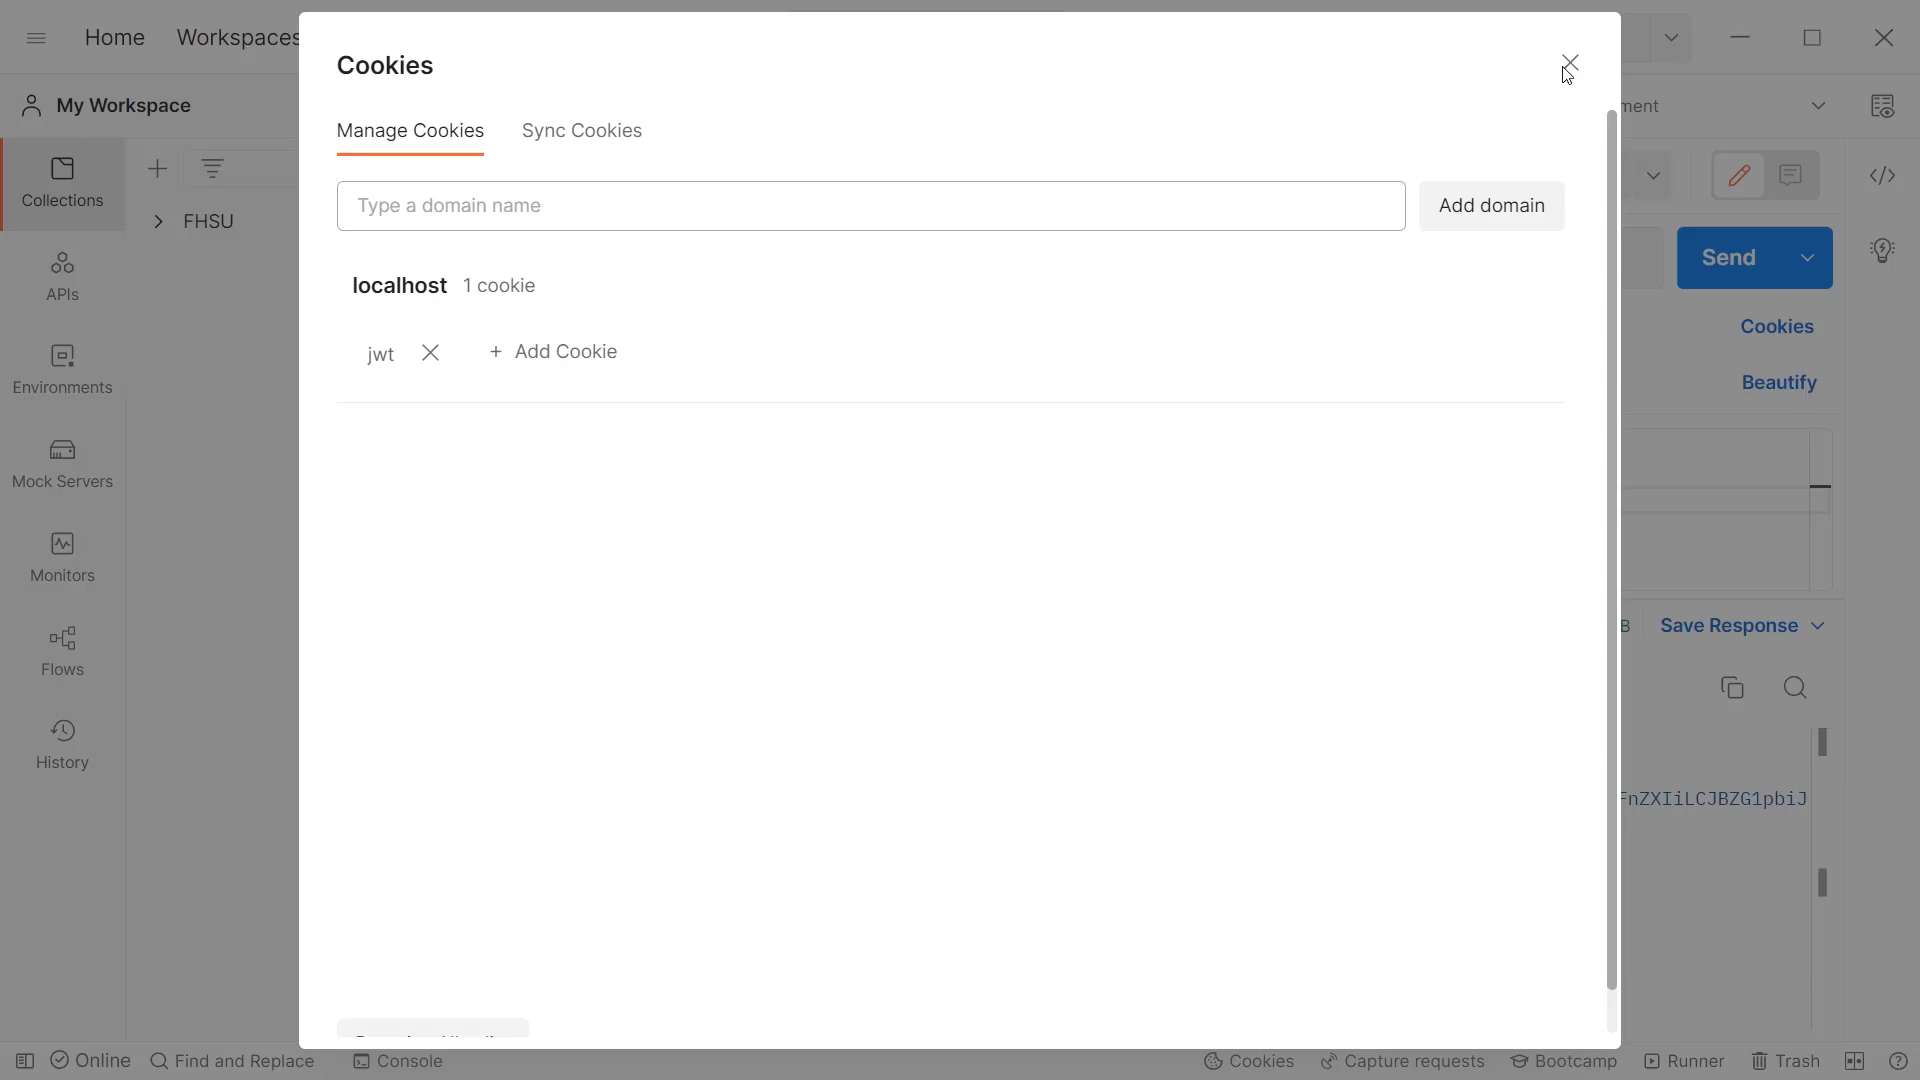 Home Workspaces
Cookies
My Workspace
ment
Manage Cookies Sync Cookies
Collections
Type a domain name Add domain
FHSU
Send
APIs
localhost 1 cookie
Cookies
jwt + Add Cookie
Environments
Beautify
Mock Servers
Monitors
B Save Response
Flows
History
FnZXIiLCJBZG1pbiJ
Online Find and Replace Console Cookies Capture requests Bootcamp Runner Trash